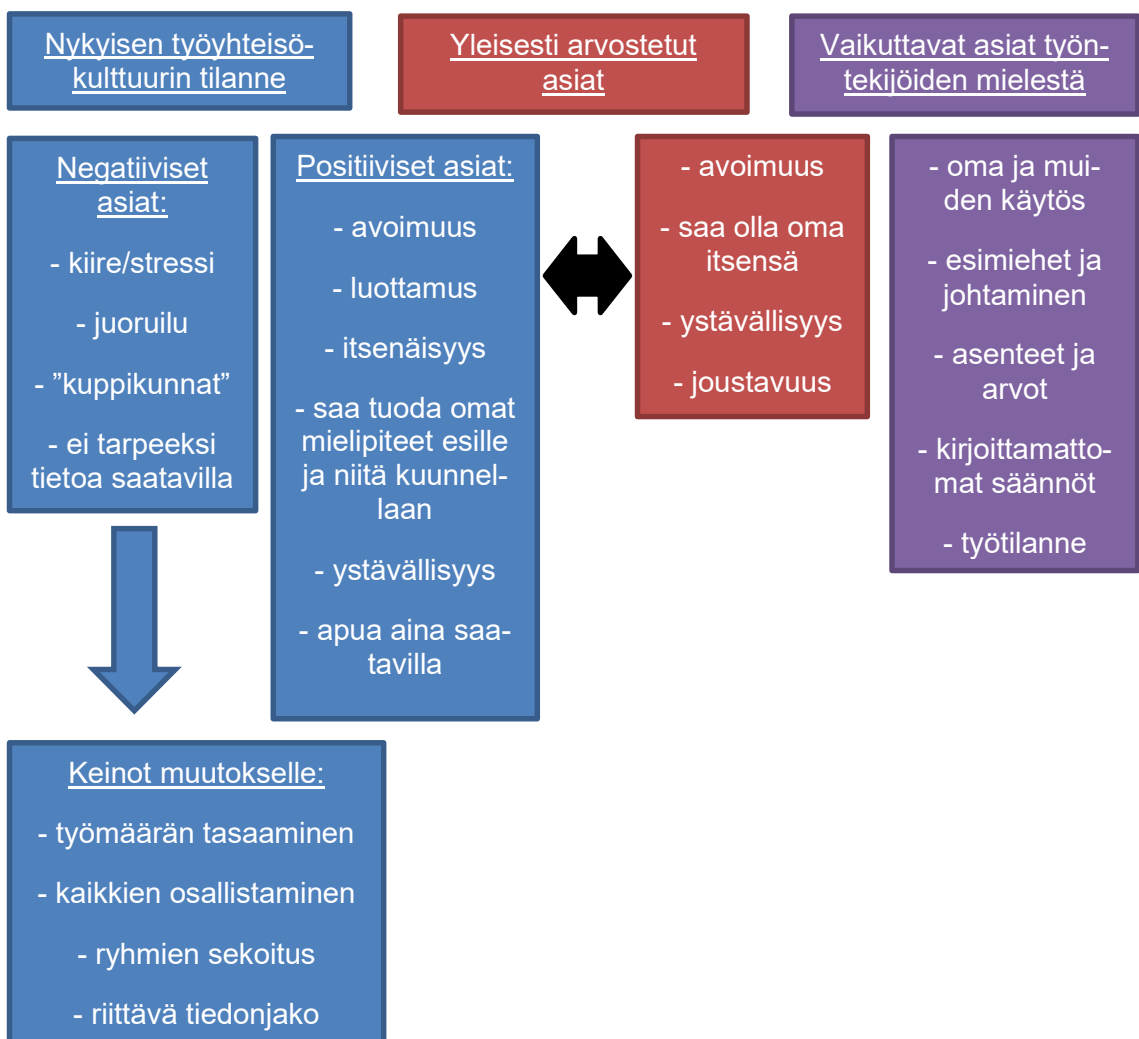 Nykyisen työyhteisö-
kulttuurin tilanne
Yleisesti arvostetut
asiat
Vaikuttavat asiat työn-
tekijöiden mielestä
Negatiiviset
asiat:
- kiire/stressi
- juoruilu
- ”kuppikunnat”
- ei tarpeeksi
tietoa saatavilla
Positiiviset asiat:
- avoimuus
- luottamus
- itsenäisyys
- saa tuoda omat
mielipiteet esille
ja niitä kuunnel-
laan
- ystävällisyys
- apua aina saa-
tavilla
- avoimuus
- saa olla oma
itsensä
- ystävällisyys
- joustavuus
- oma ja mui-
den käytös
- esimiehet ja
johtaminen
- asenteet ja
arvot
- kirjoittamatto-
mat säännöt
- työtilanne
Keinot muutokselle:
- työmäärän tasaaminen
- kaikkien osallistaminen
- ryhmien sekoitus
- riittävä tiedonjako